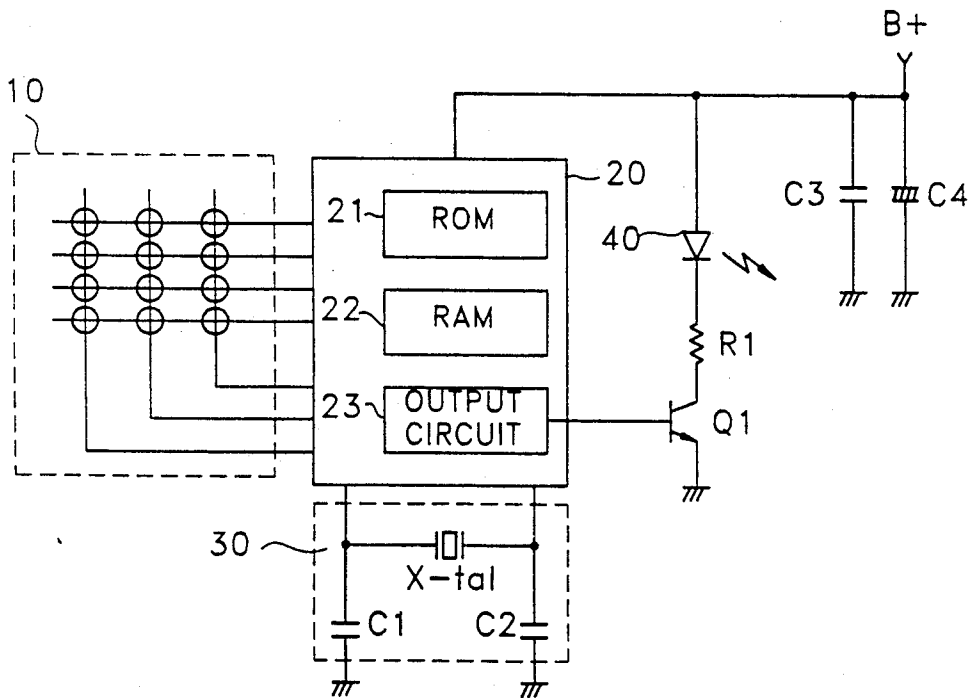 B+
10
20
21
ROM
C3
C4
40
22
RAM
R1
23
OUTPUT
CIRCUIT
Q1
30
X-tal
C1
C2